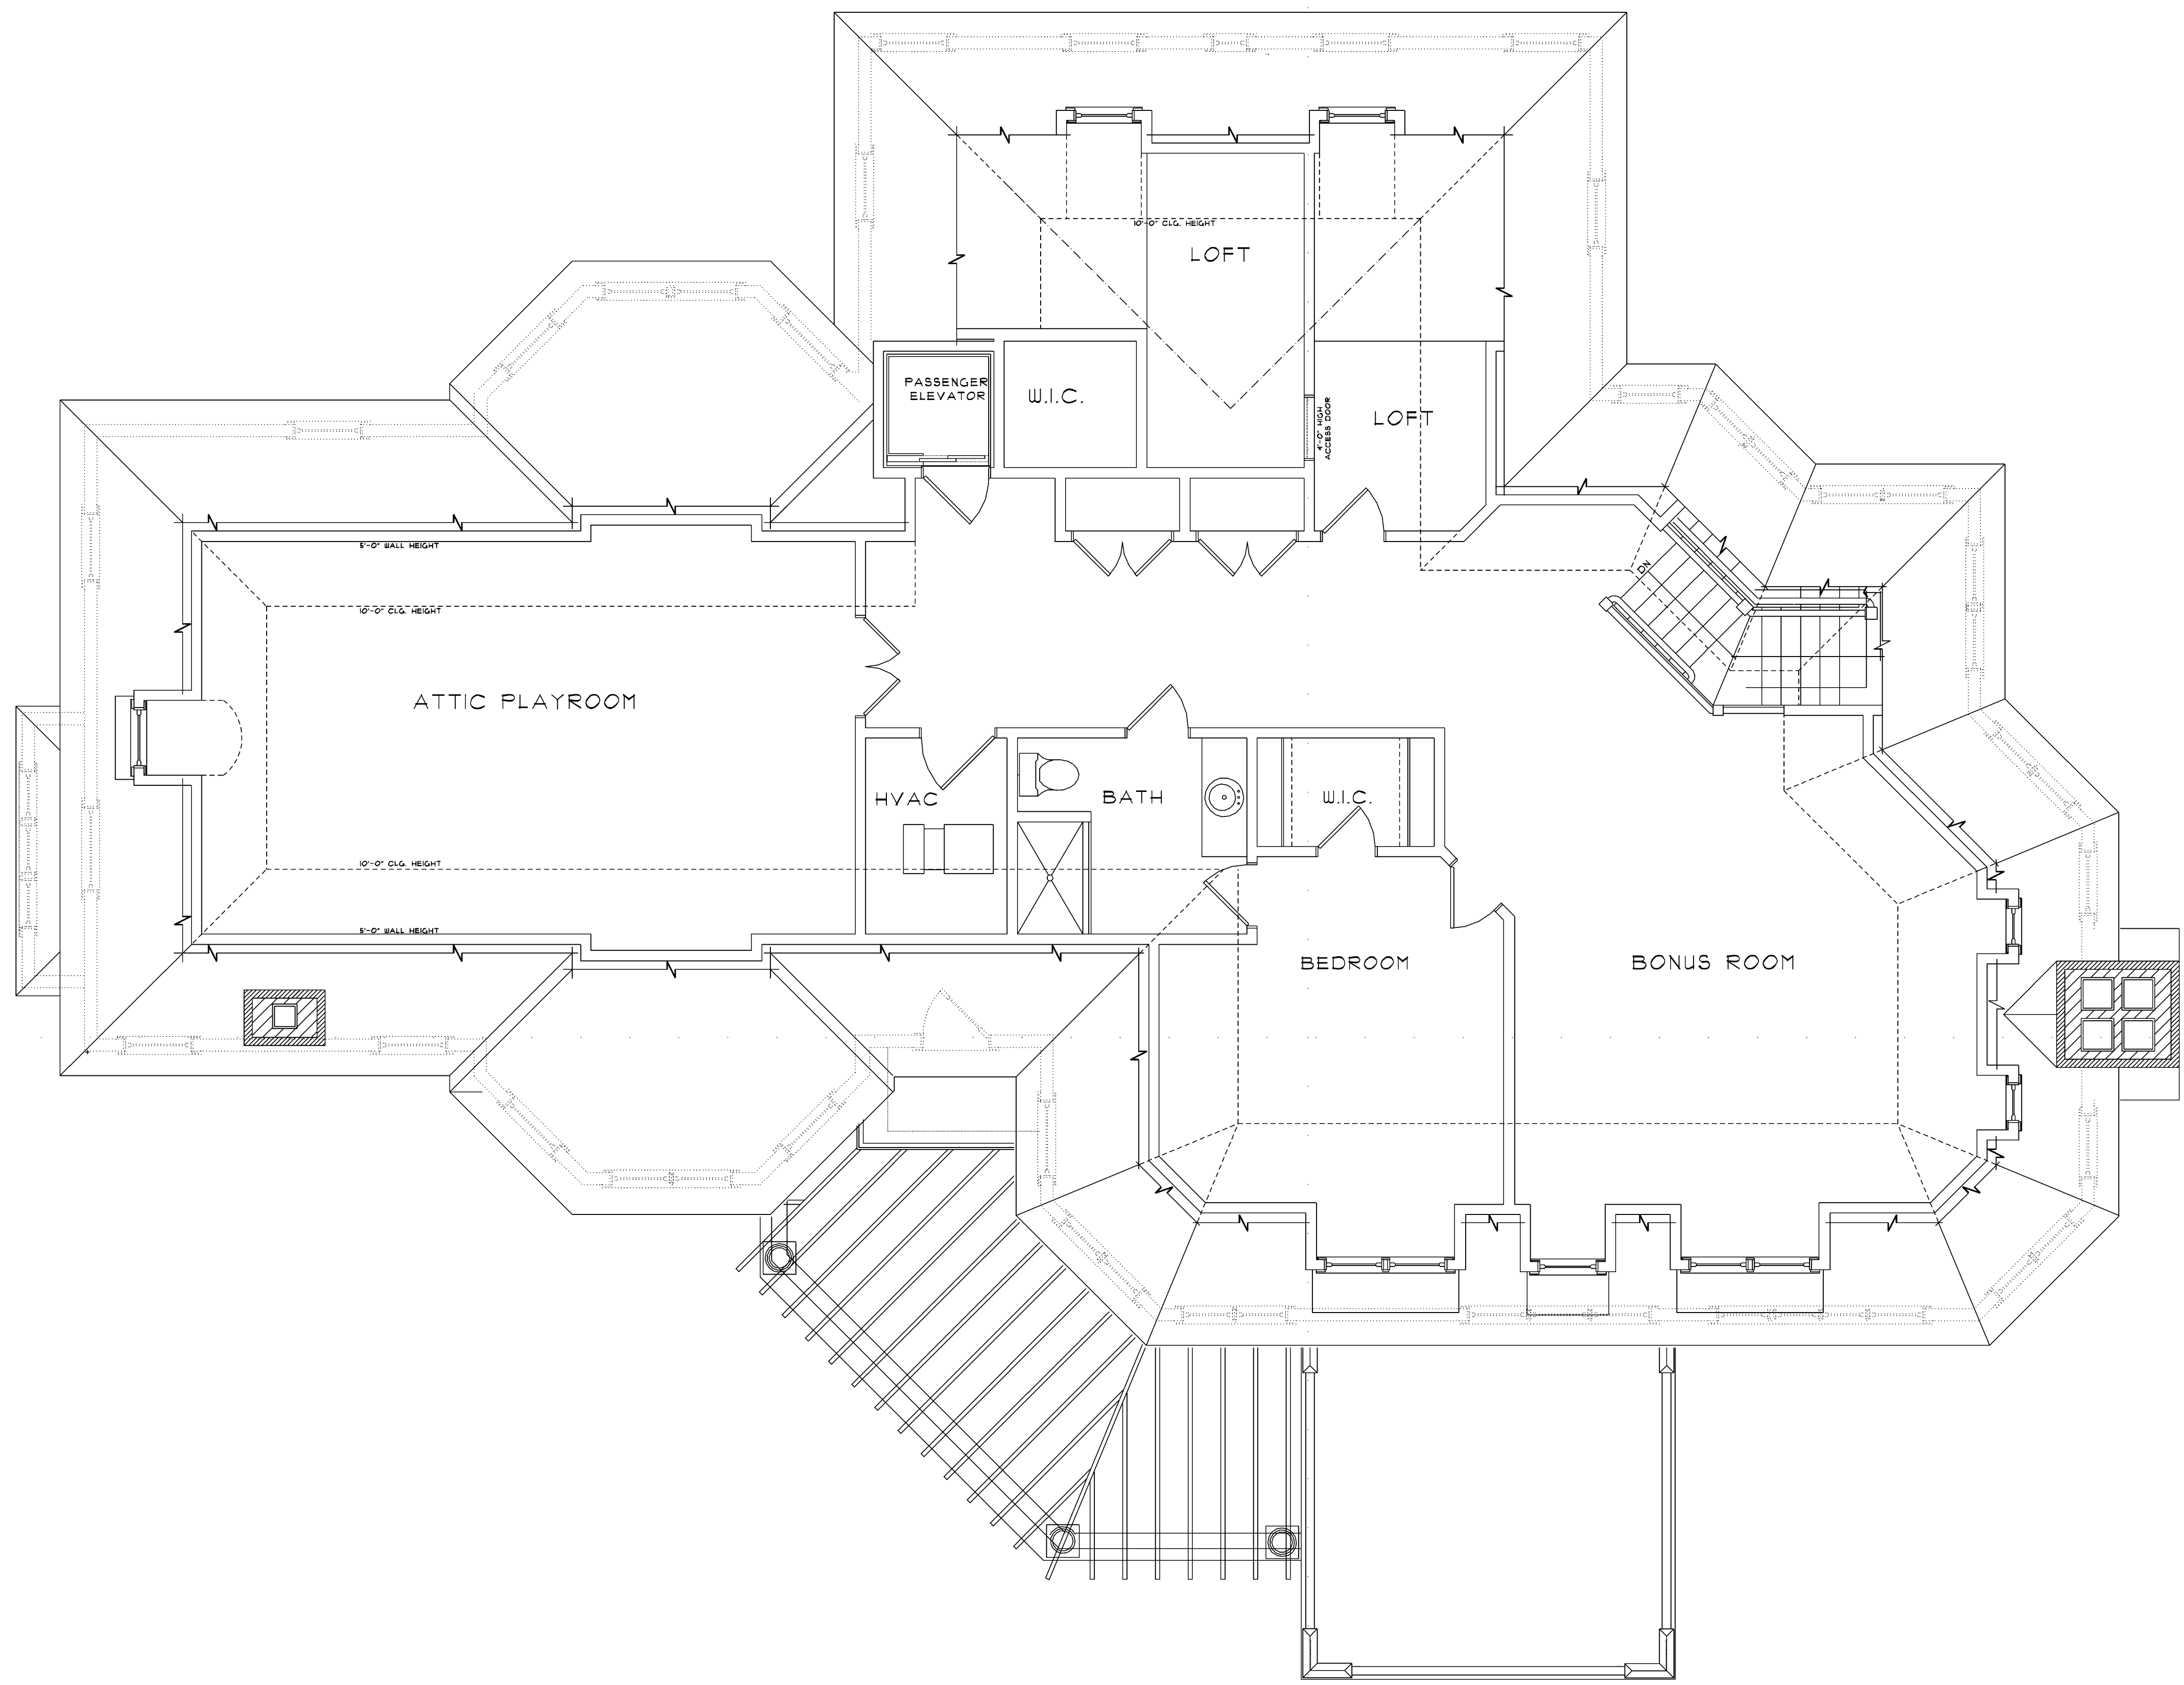 10'-0" CLG. HEIGHT
LOFT
PASSENGER
ELEVATOR
W.I.C.
4'-0" HIGH
ACCESS DOOR
LOFT
5'-0" WALL HEIGHT
DN
10'-0" CLG. HEIGHT
ATTIC PLAYROOM
HVAC
BATH
W.I.C.
10'-0" CLG. HEIGHT
5'-0" WALL HEIGHT
BEDROOM
BONUS ROOM